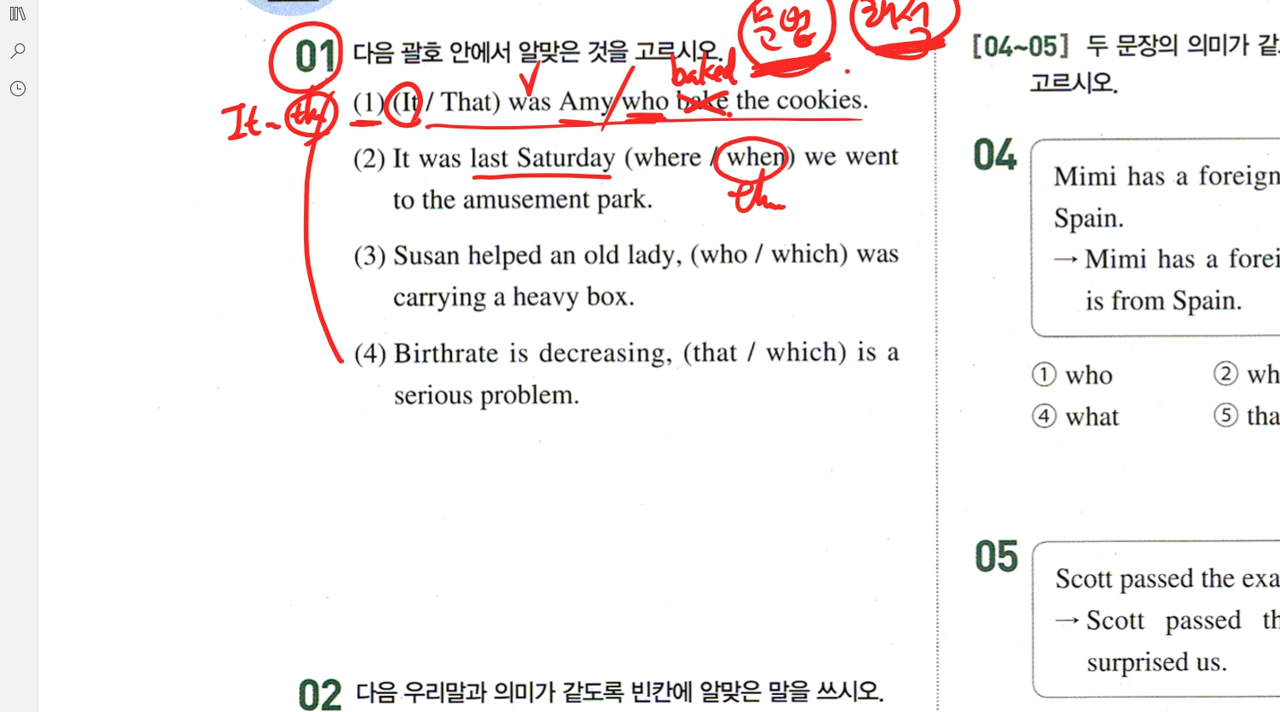 문법 해석
01 다음 괄호 안에서 알맞은 것을 고르시오.
baked
(1) (It / That) was Amy who bake the cookies.
It ~ th
(2) It was last Saturday (where / when) we went
to the amusement park.
th
(3) Susan helped an old lady, (who / which) was
carrying a heavy box.
(4) Birthrate is decreasing, (that / which) is a
serious problem.
02 다음 우리말과 의미가 같도록 빈칸에 알맞은 말을 쓰시오.
[04~05] 두 문장의 의미가 같
고르시오.
04
Mimi has a foreign
Spain.
→ Mimi has a forei
is from Spain.
① who ② wh
④ what ⑤ tha
05
Scott passed the exa
→ Scott passed th
surprised us.